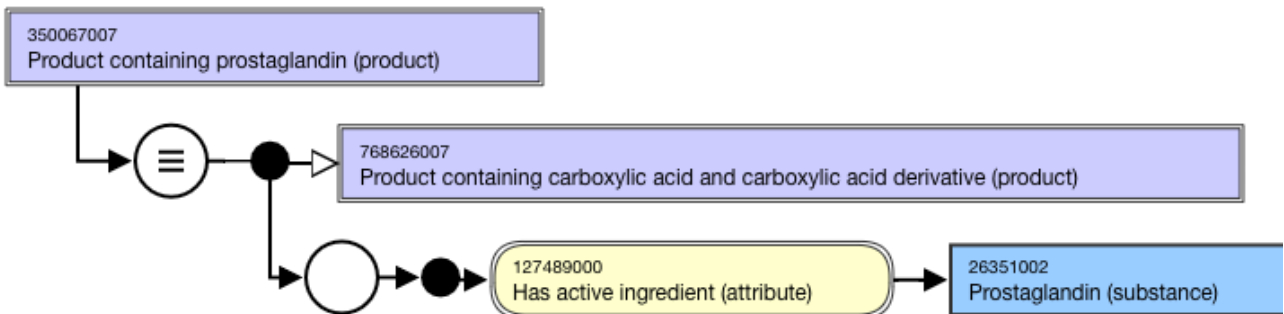 350067007
Product containing prostaglandin (product)
768626007
Product containing carboxylic acid and carboxylic acid derivative (product)
127489000
Has active ingredient (attribute)
26351002
Prostaglandin (substance)